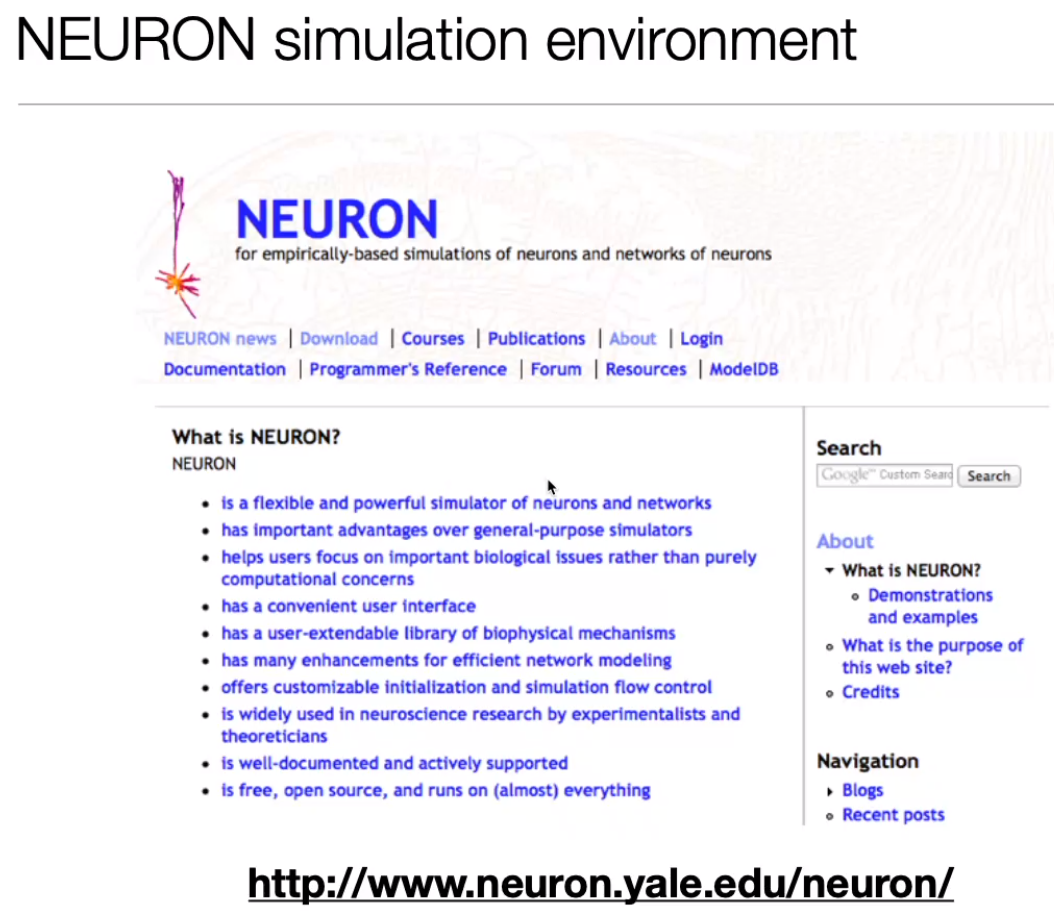 NEURON simulation environment
NEURON
for empirically-based simulations of neurons and networks of neurons
NEURON news | Download | Courses | Publications | About | Login
Documentation | Programmer's Reference | Forum | Resources | ModelDB
What is NEURON?
NEURON
• is a flexible and powerful simulator of neurons and networks
• has important advantages over general-purpose simulators
• helps users focus on important biological issues rather than purely
computational concerns
• has a convenient user interface
• has a user-extendable library of biophysical mechanisms
• has many enhancements for efficient network modeling
• offers customizable initialization and simulation flow control
• is widely used in neuroscience research by experimentalists and
theoreticians
• is well-documented and actively supported
• is free, open source, and runs on (almost) everything
Search
Google™ Custom Searc Search
About
What is NEURON?
Demonstrations
and examples
What is the purpose of
this web site?
Credits
Navigation
Blogs
Recent posts
http://www.neuron.yale.edu/neuron/